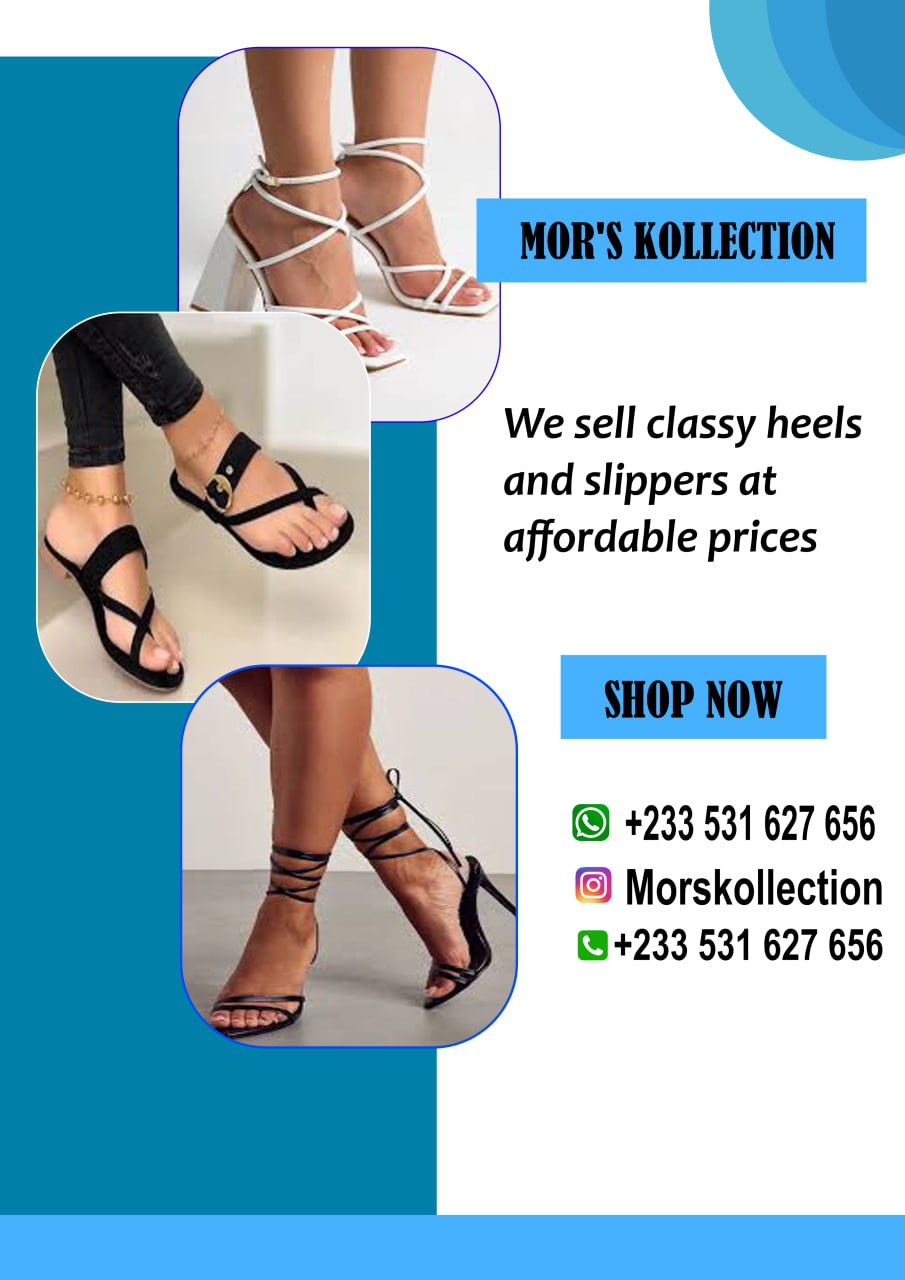 MOR'S KOLLECTION
We sell classy heels
and slippers at
affordable prices
SHOP NOW
+233 531 627 656
Morskollection
+233 531 627 656